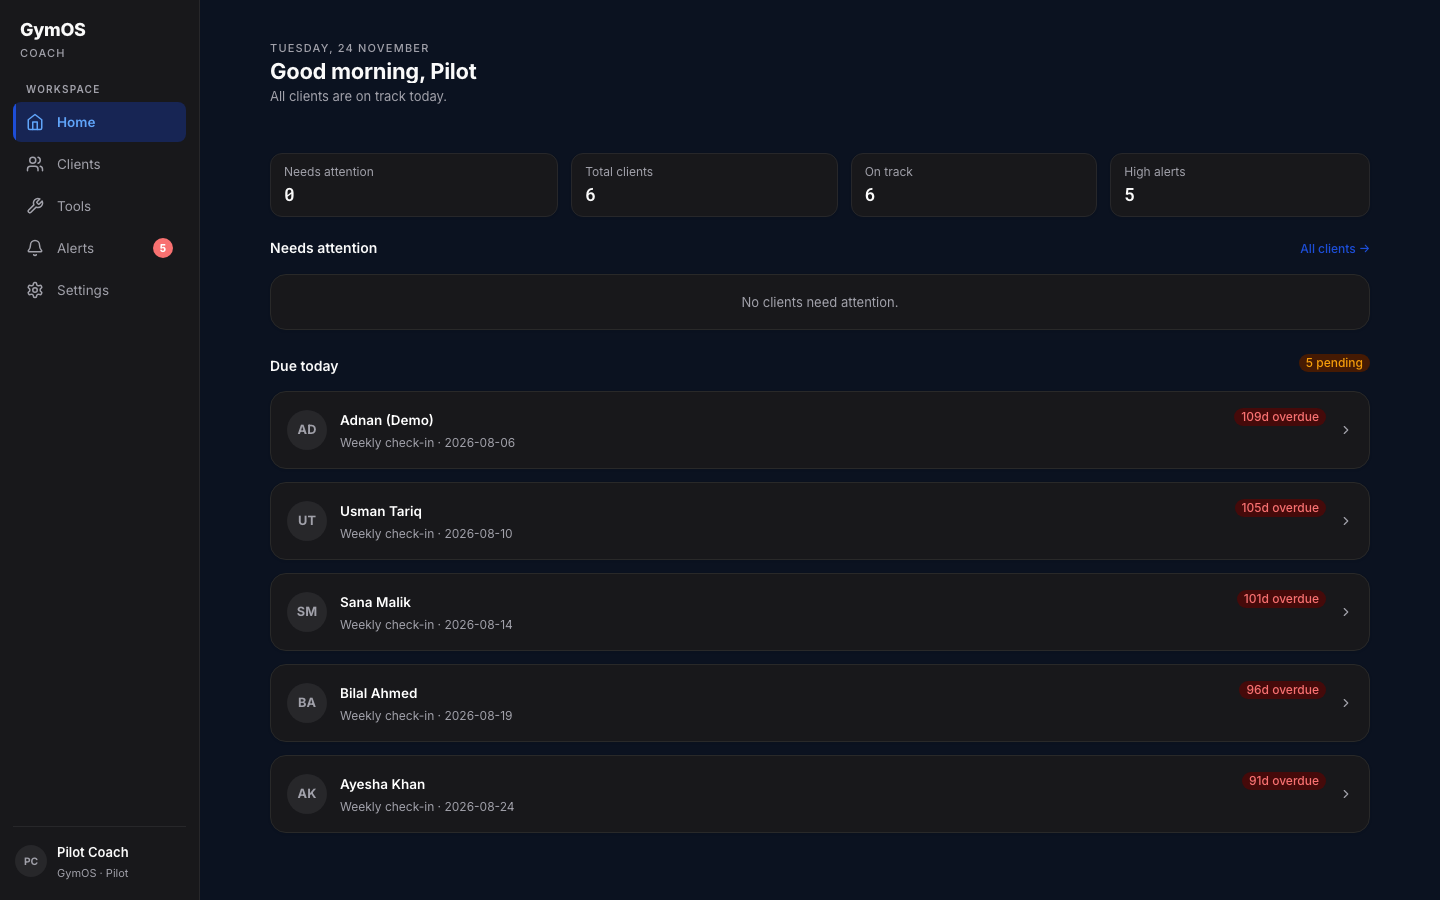 GymOS
COACH
WORKSPACE
Home
Clients
Tools
Alerts 5
Settings
PC
Pilot Coach
GymOS · Pilot
TUESDAY, 24 NOVEMBER
Good morning, Pilot
All clients are on track today.
Needs attention
0
Total clients
6
On track
6
High alerts
5
Needs attention
All clients →
No clients need attention.
Due today
5 pending
AD
Adnan (Demo)
Weekly check-in · 2026-08-06
109d overdue
UT
Usman Tariq
Weekly check-in · 2026-08-10
105d overdue
SM
Sana Malik
Weekly check-in · 2026-08-14
101d overdue
BA
Bilal Ahmed
Weekly check-in · 2026-08-19
96d overdue
AK
Ayesha Khan
Weekly check-in · 2026-08-24
91d overdue